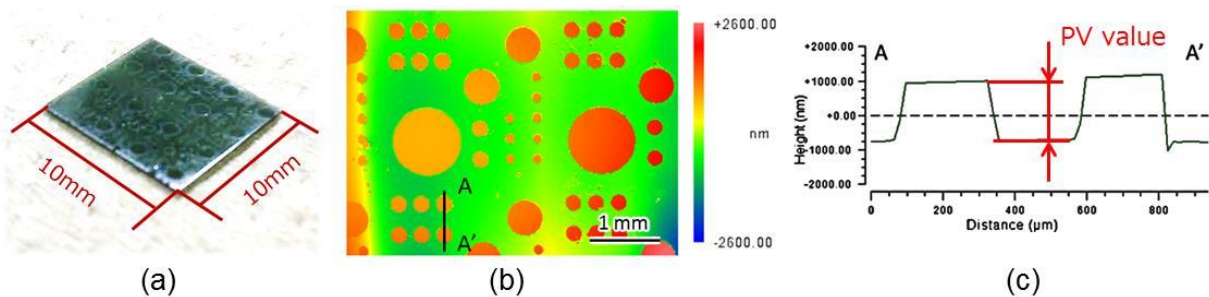 10mm
10mm
(a)
A
A'
1 mm
+2600.00
nm
-2600.00
(b)
A
PV value
A'
+2000.00
+1000.00
+0.00
-1000.00
-2000.00
Height (nm)
0
200
400
600
800
Distance (µm)
(c)